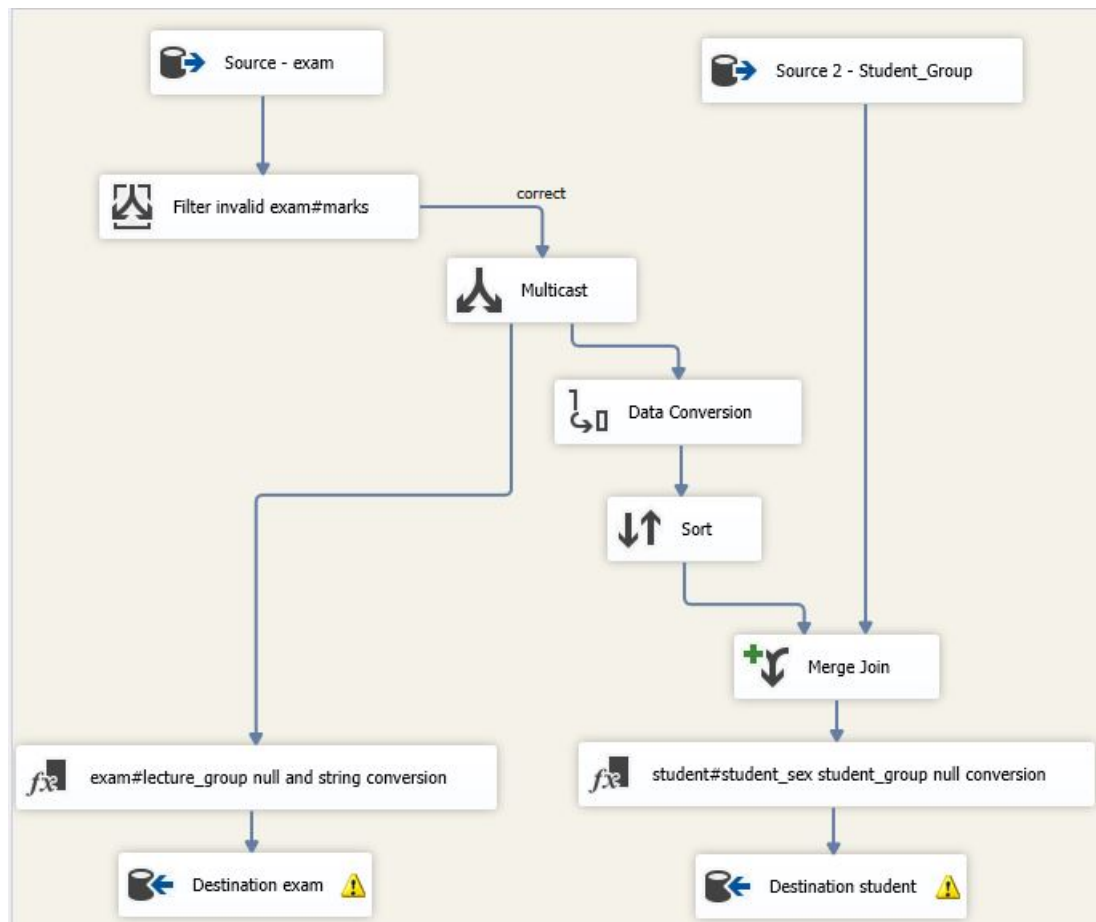 Source - exam
Source 2 - Student_Group
Filter invalid exam#marks
correct
Multicast
Data Conversion
Sort
Merge Join
exam#lecture_group null and string conversion
student#student_sex student_group null conversion
Destination exam
Destination student